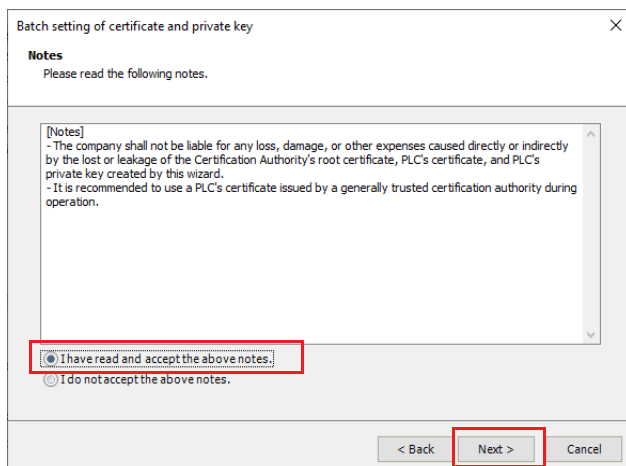 Batch setting of certificate and private key
Notes
Please read the following notes.
[Notes]
- The company shall not be liable for any loss, damage, or other expenses caused directly or indirectly
by the lost or leakage of the Certification Authority's root certificate, PLC's certificate, and PLC's
private key created by this wizard.
- It is recommended to use a PLC's certificate issued by a generally trusted certification authority during
operation.
I have read and accept the above notes.
I do not accept the above notes.
< Back
Next >
Cancel